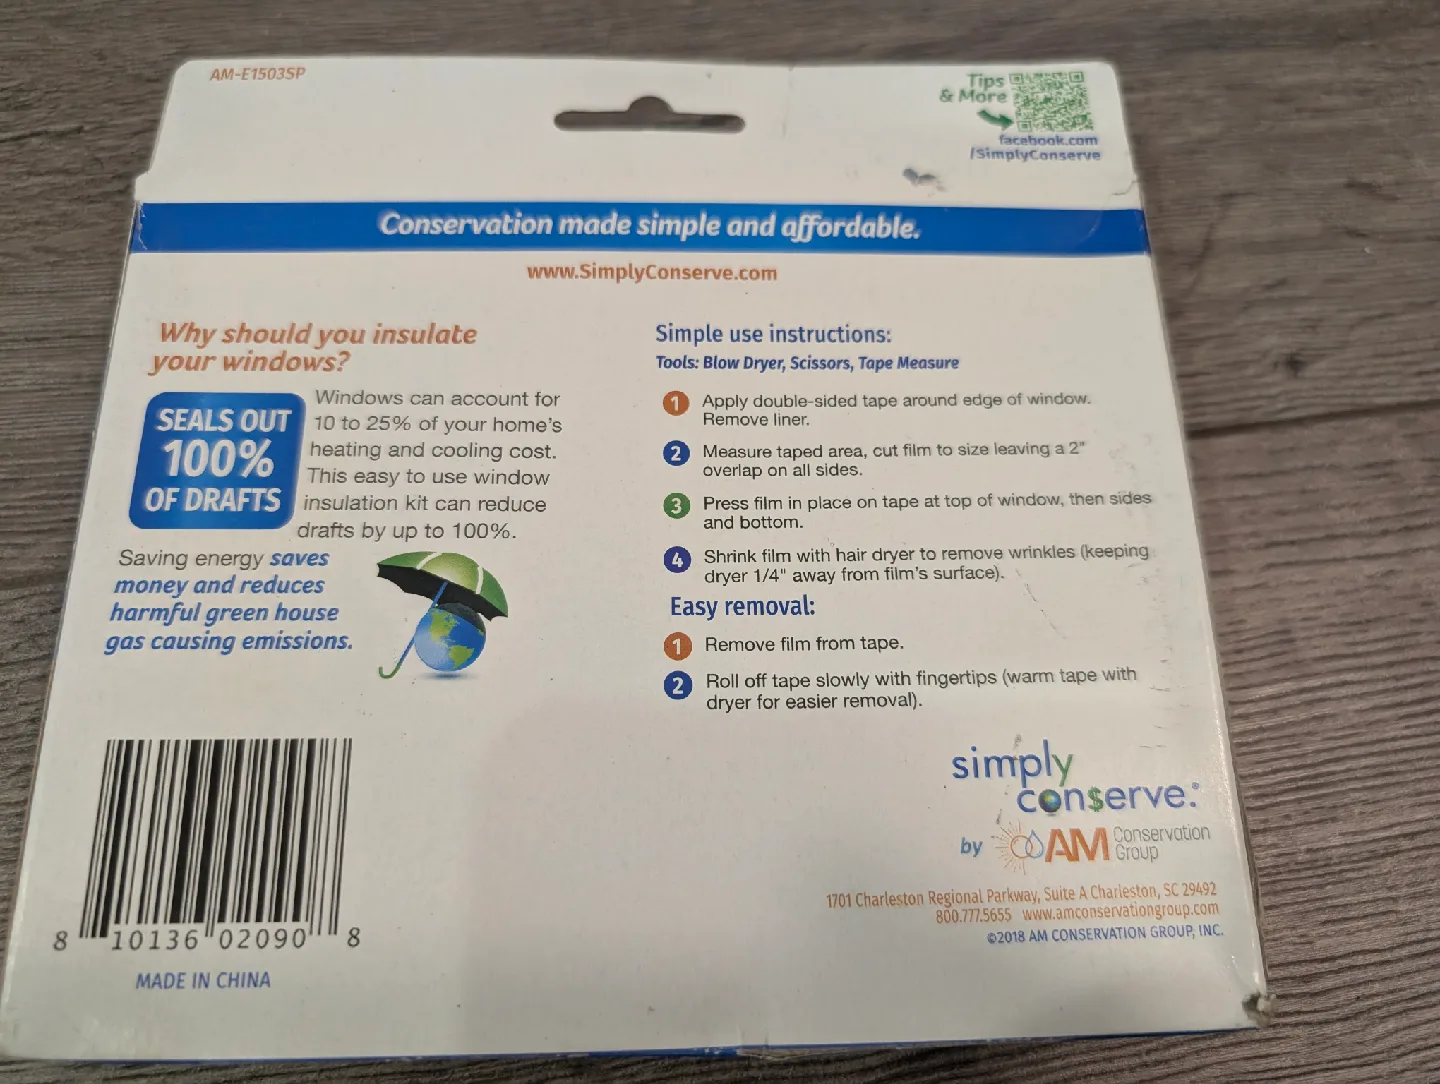 AM-E1503SP
Tips
& More
facebook.com
/SimplyConserve
Conservation made simple and affordable.
www.SimplyConserve.com
Why should you insulate
your windows?
SEALS OUT
100%
OF DRAFTS
Windows can account for
10 to 25% of your home's
heating and cooling cost.
This easy to use window
insulation kit can reduce
drafts by up to 100%.
Saving energy saves
money and reduces
harmful green house
gas causing emissions.
Simple use instructions:
Tools: Blow Dryer, Scissors, Tape Measure
1 Apply double-sided tape around edge of window.
Remove liner.
2 Measure taped area, cut film to size leaving a 2"
overlap on all sides.
3 Press film in place on tape at top of window, then sides
and bottom.
4 Shrink film with hair dryer to remove wrinkles (keeping
dryer 1/4" away from film's surface).
Easy removal:
1 Remove film from tape.
2 Roll off tape slowly with fingertips (warm tape with
dryer for easier removal).
8 10136 02090 8
MADE IN CHINA
simply
con$erve.
by AM Conservation
Group
1701 Charleston Regional Parkway, Suite A Charleston, SC 29492
800.777.5655 www.amconservationgroup.com
©2018 AM CONSERVATION GROUP, INC.